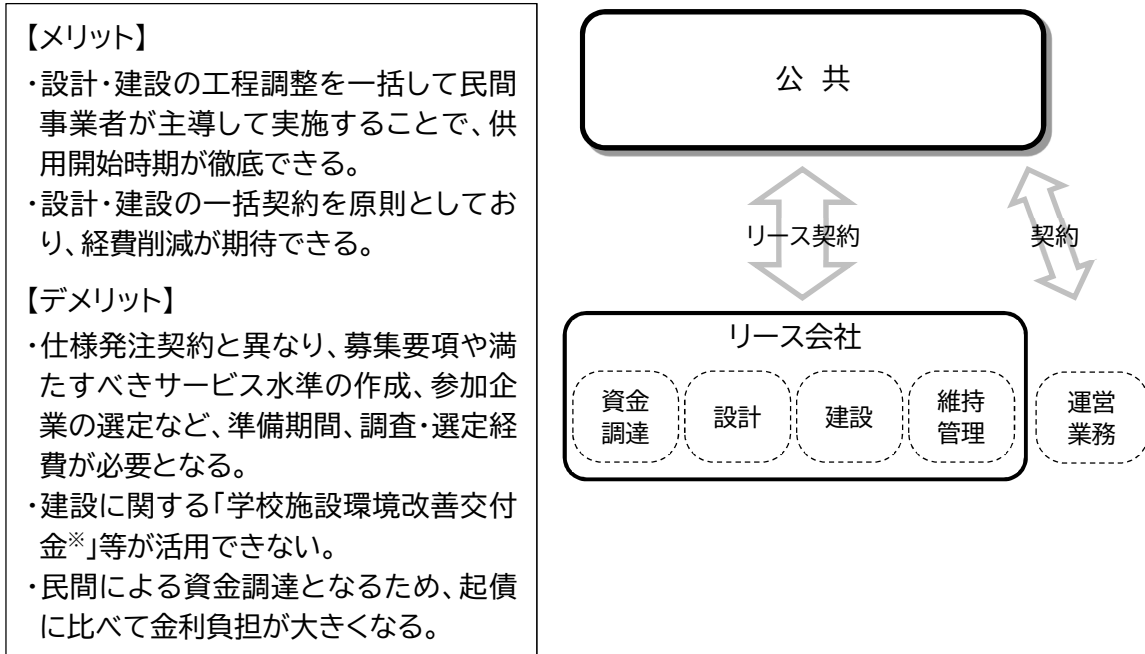 【メリット】
・設計・建設の工程調整を一括して民間
事業者が主導して実施することで、供
用開始時期が徹底できる。
・設計・建設の一括契約を原則としてお
り、経費削減が期待できる。
【デメリット】
・仕様発注契約と異なり、募集要項や満
たすべきサービス水準の作成、参加企
業の選定など、準備期間、調査・選定経
費が必要となる。
・建設に関する「学校施設環境改善交付
金※」等が活用できない。
・民間による資金調達となるため、起債
に比べて金利負担が大きくなる。
公 共
リース契約
契約
リース会社
資金
調達
設計
建設
維持
管理
運営
業務